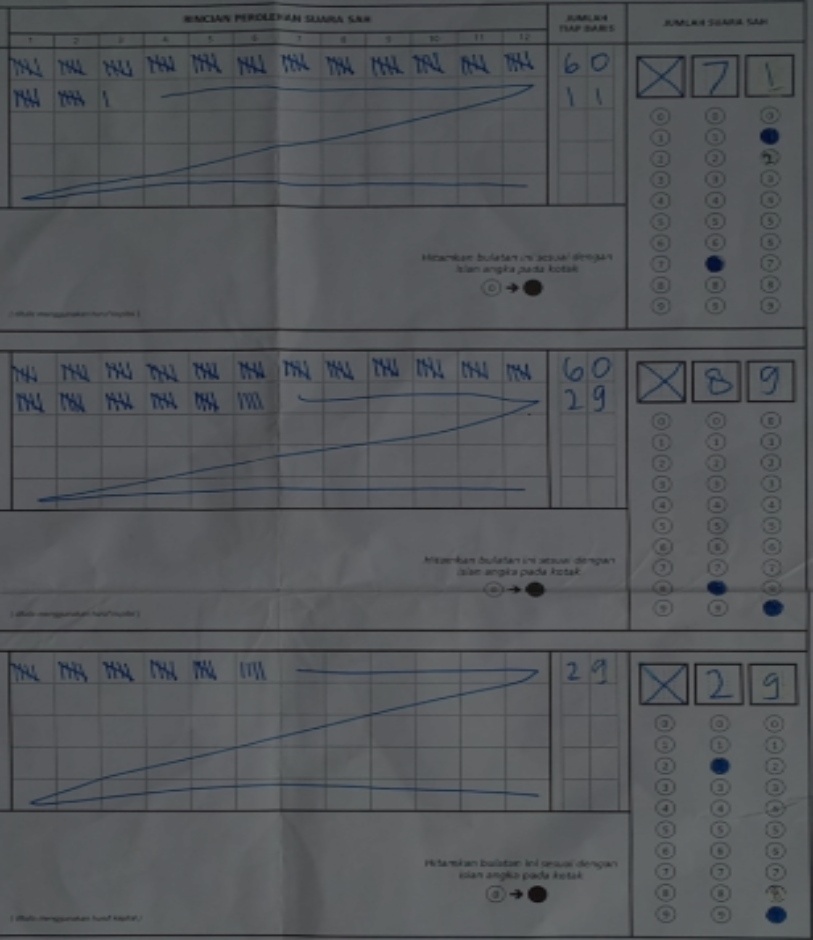 RINCIAN PEROLEHAN SUARA SAH
JUMLAH TIAP BARIS
JUMLAH SUARA SAH
1 2 3 4 5 6 7 8 9 10 11 12
60
11
X 7 1
Hitamkan bulatan ini sesuai dengan
isian angka pada kotak
(ditulis menggunakan huruf kapital)
60
29
X 8 9
Hitamkan bulatan ini sesuai dengan
isian angka pada kotak
(ditulis menggunakan huruf kapital)
29
X 2 9
Hitamkan bulatan ini sesuai dengan
isian angka pada kotak
(ditulis menggunakan huruf kapital)